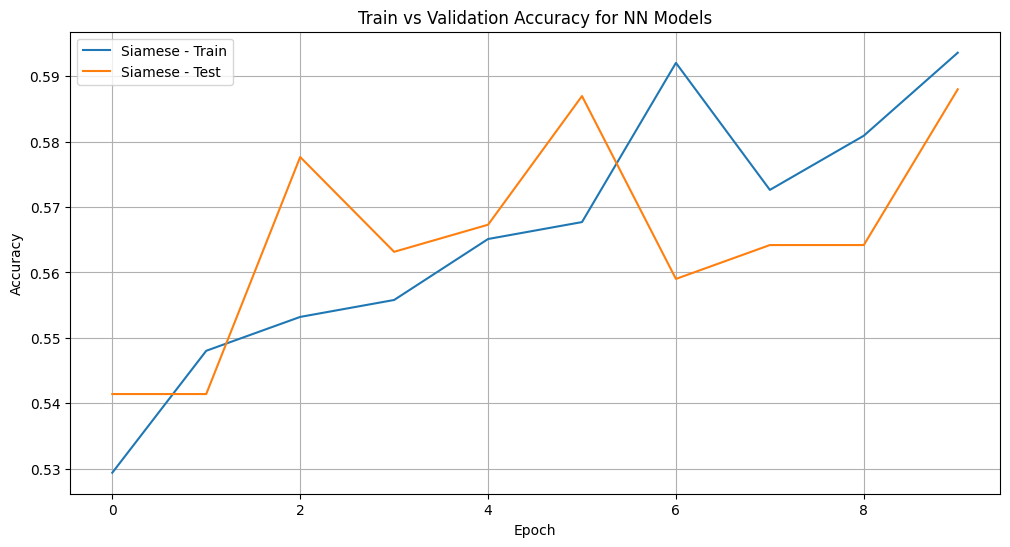 Train vs Validation Accuracy for NN Models
Siamese - Train
Siamese - Test
0.59
0.58
0.57
0.56
0.55
0.54
0.53
Accuracy
0 2 4 6 8
Epoch